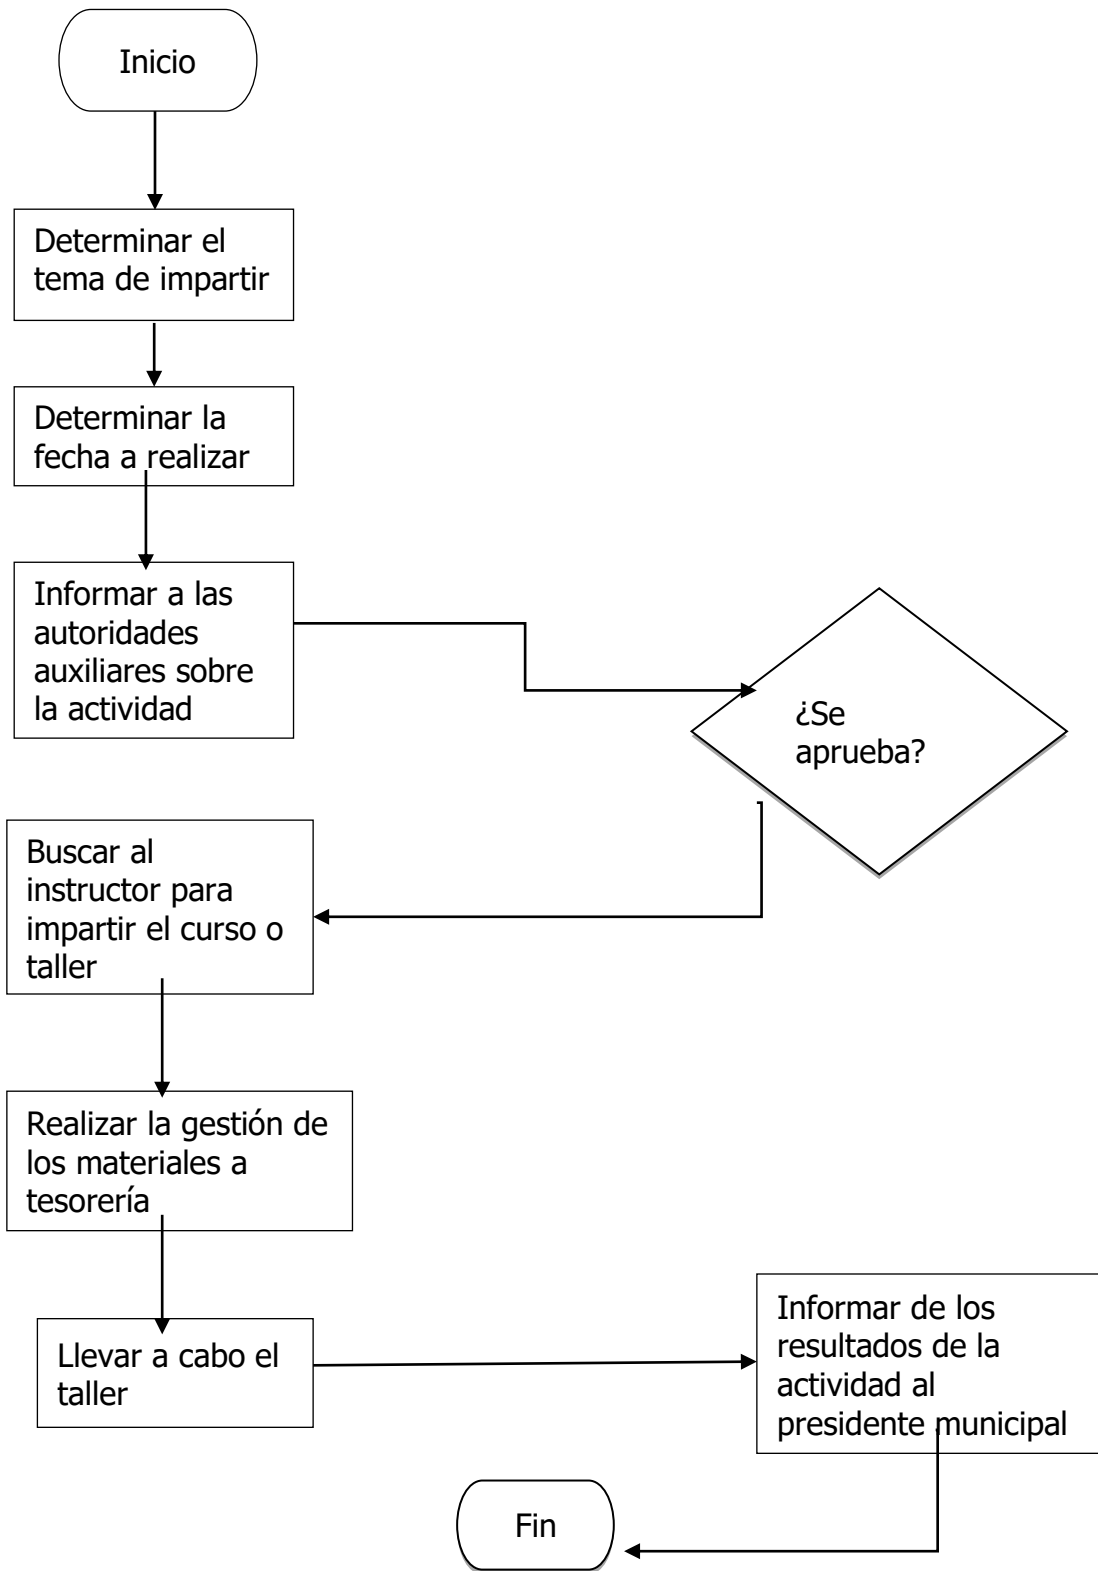 Inicio
Determinar el
tema de impartir
Determinar la
fecha a realizar
Informar a las
autoridades
auxiliares sobre
la actividad
¿Se
aprueba?
Buscar al
instructor para
impartir el curso o
taller
Realizar la gestión de
los materiales a
tesorería
Llevar a cabo el
taller
Informar de los
resultados de la
actividad al
presidente municipal
Fin